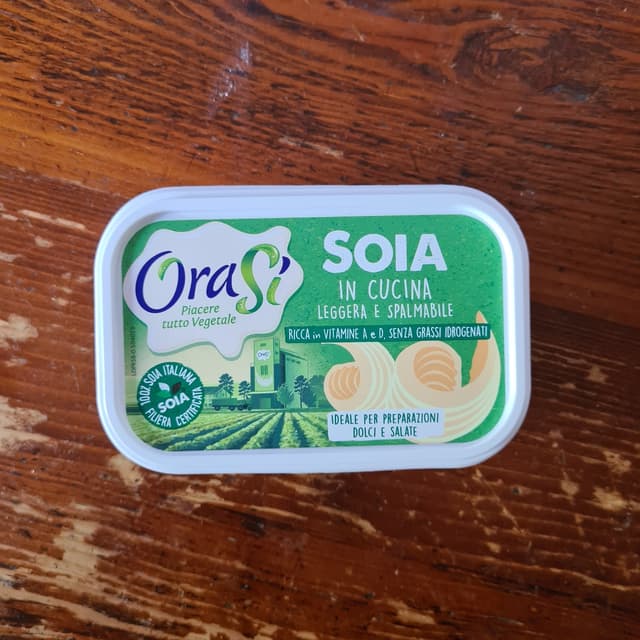 OraSì
Piacere
tutto Vegetale
SOIA
IN CUCINA
LEGGERA E SPALMABILE
RICCA in VITAMINE A e D, SENZA GRASSI IDROGENATI
100% SOIA ITALIANA
SOIA
FILIERA CERTIFICATA
IDEALE PER PREPARAZIONI
DOLCI E SALATE